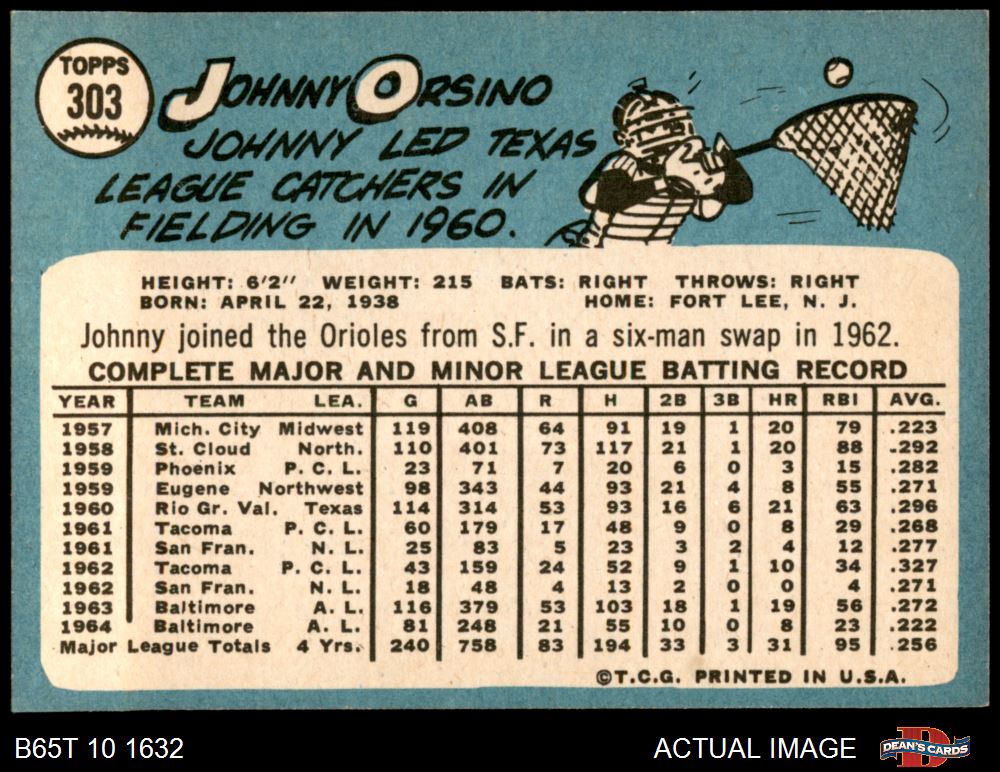 TOPPS
303
JOHNNY ORSINO
JOHNNY LED TEXAS
LEAGUE CATCHERS IN
FIELDING IN 1960.
HEIGHT: 6'2" WEIGHT: 215 BATS: RIGHT THROWS: RIGHT
BORN: APRIL 22, 1938 HOME: FORT LEE, N. J.
Johnny joined the Orioles from S.F. in a six-man swap in 1962.
COMPLETE MAJOR AND MINOR LEAGUE BATTING RECORD
YEAR TEAM LEA. G AB R H 2B 3B HR RBI AVG.
1957 Mich. City Midwest 119 408 64 91 19 1 20 79 .223
1958 St. Cloud North. 110 401 73 117 21 1 20 88 .292
1959 Phoenix P. C. L. 23 71 7 20 6 0 3 15 .282
1959 Eugene Northwest 98 343 44 93 21 4 8 55 .271
1960 Rio Gr. Val. Texas 114 314 53 93 16 6 21 63 .296
1961 Tacoma P. C. L. 60 179 17 48 9 0 8 29 .268
1961 San Fran. N. L. 25 83 5 23 3 2 4 12 .277
1962 Tacoma P. C. L. 43 159 24 52 9 1 10 34 .327
1962 San Fran. N. L. 18 48 4 13 2 0 0 4 .271
1963 Baltimore A. L. 116 379 53 103 18 1 19 56 .272
1964 Baltimore A. L. 81 248 21 55 10 0 8 23 .222
Major League Totals 4 Yrs. 240 758 83 194 33 3 31 95 .256
©T.C.G. PRINTED IN U.S.A.
B65T 10 1632 ACTUAL IMAGE DEAN'S CARDS